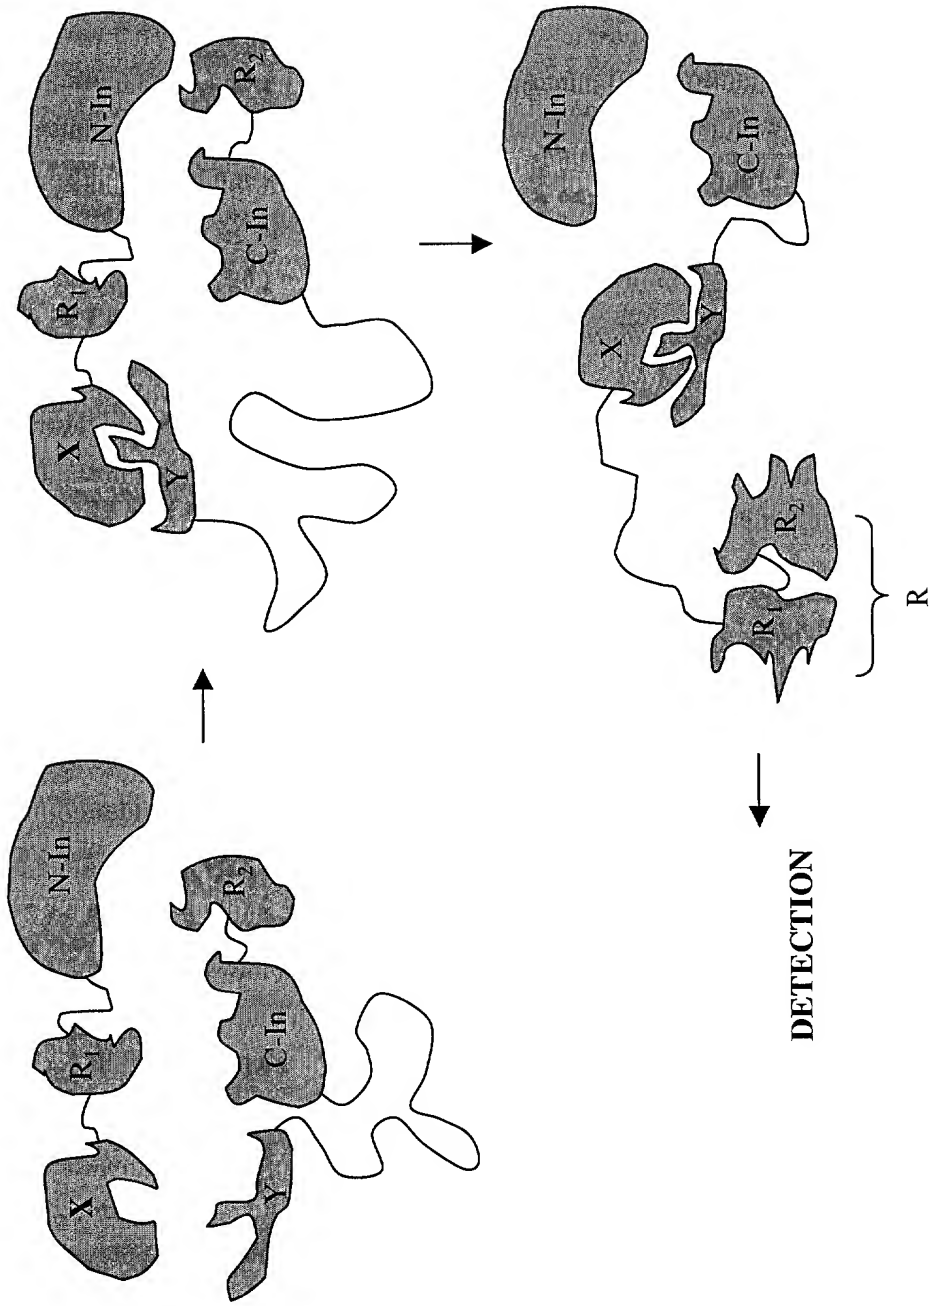 X R₁ N-In
Y C-In R₂
X R₁ N-In
Y C-In R₂
N-In
X
Y C-In
R₁ R₂
R
DETECTION